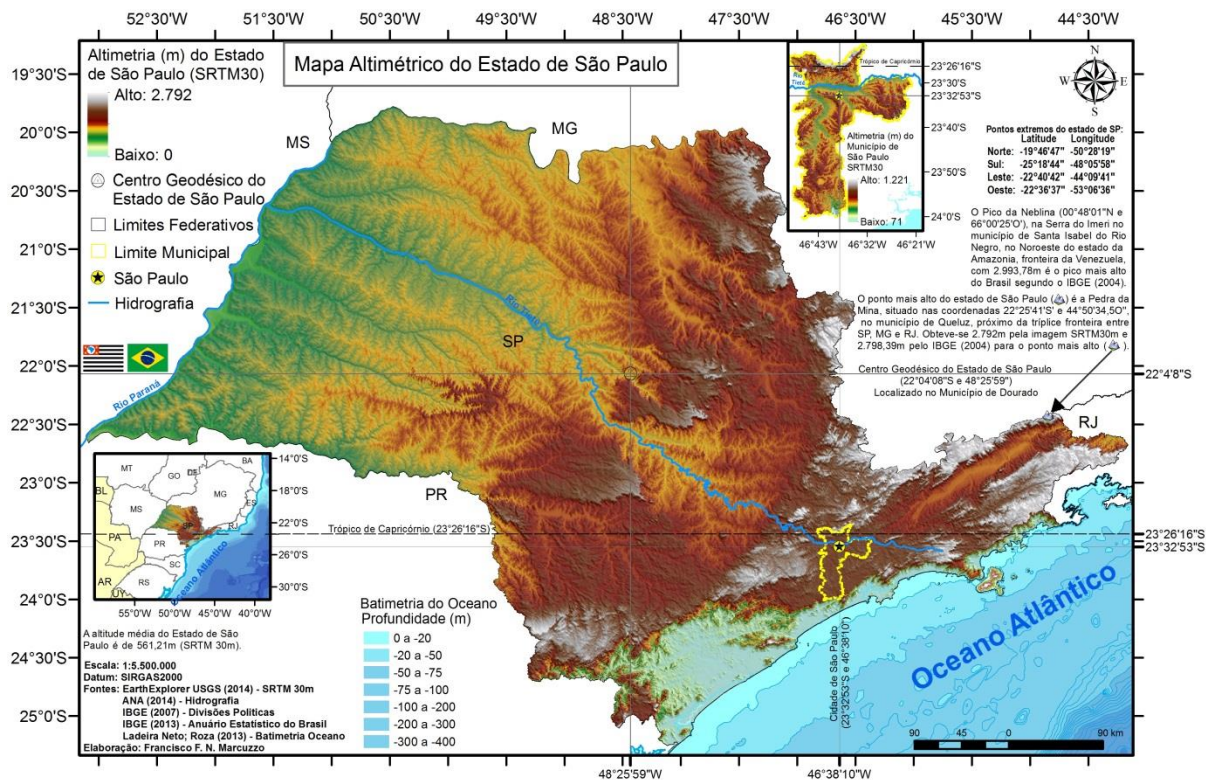 52°30'O
51°30'O
50°30'O
49°30'O
48°30'O
47°30'O
46°30'O
45°30'O
44°30'O
Altimetria (m) do Estado
de São Paulo (SRTM30)
Alto: 2.792
Baixo: 0
Centro Geodésico do
Estado de São Paulo
Limites Federativos
Limite Municipal
São Paulo
Hidrografia
Mapa Altimétrico do Estado de São Paulo
19°30'S
20°0'S
20°30'S
21°0'S
21°30'S
22°0'S
22°30'S
23°0'S
23°30'S
24°0'S
24°30'S
25°0'S
MS
MG
SP
PR
RJ
Rio Tietê
Rio Paraná
Rio
Tietê
Trópico de Capricórnio
23°26'16"S
23°30'S
23°32'53"S
23°40'S
23°50'S
24°0'S
Altimetria (m) do
Município de
São Paulo
SRTM30
Alto: 1.221
Baixo: 71
46°43'W 46°32'W 46°21'W
N
W E
S
Pontos extremos do estado de SP:
Latitude Longitude
Norte: -19°46'47" -50°28'19"
Sul: -25°18'44" -48°05'58"
Leste: -22°40'42" -44°09'41"
Oeste: -22°36'37" -53°06'36"
O Pico da Neblina (00°48'01"N e
66°00'25"O), na Serra do Imeri no
município de Santa Isabel do Rio
Negro, no Noroeste do estado da
Amazonia, fronteira da Venezuela,
com 2.993,78m é o pico mais alto
do Brasil segundo o IBGE (2004).
O ponto mais alto do estado de São Paulo ( ) é a Pedra da
Mina, situado nas coordenadas 22°25'41'S' e 44°50'34,5O",
no município de Queluz, próximo da tríplice fronteira entre
SP, MG e RJ. Obteve-se 2.792m pela imagem SRTM30m e
2.798,39m pelo IBGE (2004) para o ponto mais alto ( ).
Centro Geodésico do Estado de São Paulo
(22°04'08"S e 48°25'59")
Localizado no Município de Dourado
22°4'8"S
23°26'16"S
23°32'53"S
Trópico de Capricórnio (23°26'16"S)
MT
GO
DF
BA
BL
MS
MG
ES
SP
RJ
PA
PR
SC
AR
RS
UY
Oceano Atlântico
14°0'S
18°0'S
22°0'S
26°0'S
30°0'S
55°0'W 50°0'W 45°0'W 40°0'W
A altitude média do Estado de São
Paulo é de 561,21m (SRTM 30m).
Escala: 1:5.500.000
Datum: SIRGAS2000
Fontes: EarthExplorer USGS (2014) - SRTM 30m
ANA (2014) - Hidrografia
IBGE (2007) - Divisões Politicas
IBGE (2013) - Anuário Estatístico do Brasil
Ladeira Neto; Roza (2013) - Batimetria Oceano
Elaboração: Francisco F. N. Marcuzzo
Batimetria do Oceano
Profundidade (m)
0 a -20
-20 a -50
-50 a -75
-75 a -100
-100 a -200
-200 a -300
-300 a -400
Cidade de São Paulo
(23°32'53"S e 46°38'10")
Oceano Atlântico
90 45 0 90 km
48°25'59"W
46°38'10"W